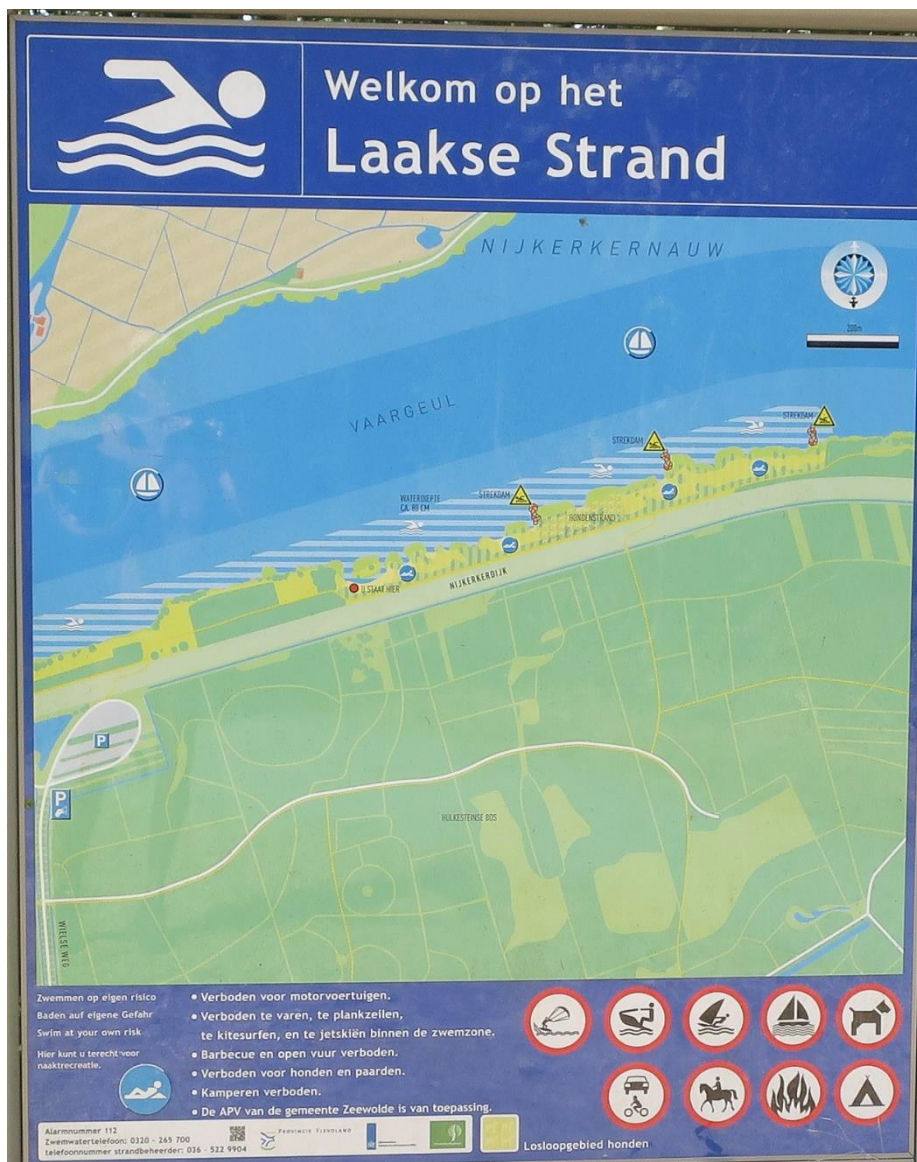 Welkom op het
Laakse Strand
NIJKERKERNAUW
200m
VAARGEUL
STREKDAM
STREKDAM
STREKDAM
WATERDIEPTE
CA. 80 CM
HONDENSTRAND
U STAAT HIER
NIJKERKERDIJK
P
P
HULKESTEINSE BOS
WIELSE WEG
Zwemmen op eigen risico
Baden auf eigene Gefahr
Swim at your own risk
Hier kunt u terecht voor
naaktrecreatie.
• Verboden voor motorvoertuigen.
• Verboden te varen, te plankzeilen,
te kitesurfen, en te jetskiën binnen de zwemzone.
• Barbecue en open vuur verboden.
• Verboden voor honden en paarden.
• Kamperen verboden.
• De APV van de gemeente Zeewolde is van toepassing.
Alarmnummer 112
Zwemwatertelefoon: 0320 - 265 700
telefoonnummer strandbeheerder: 036 - 522 9904
PROVINCIE FLEVOLAND
Losloopgebied honden